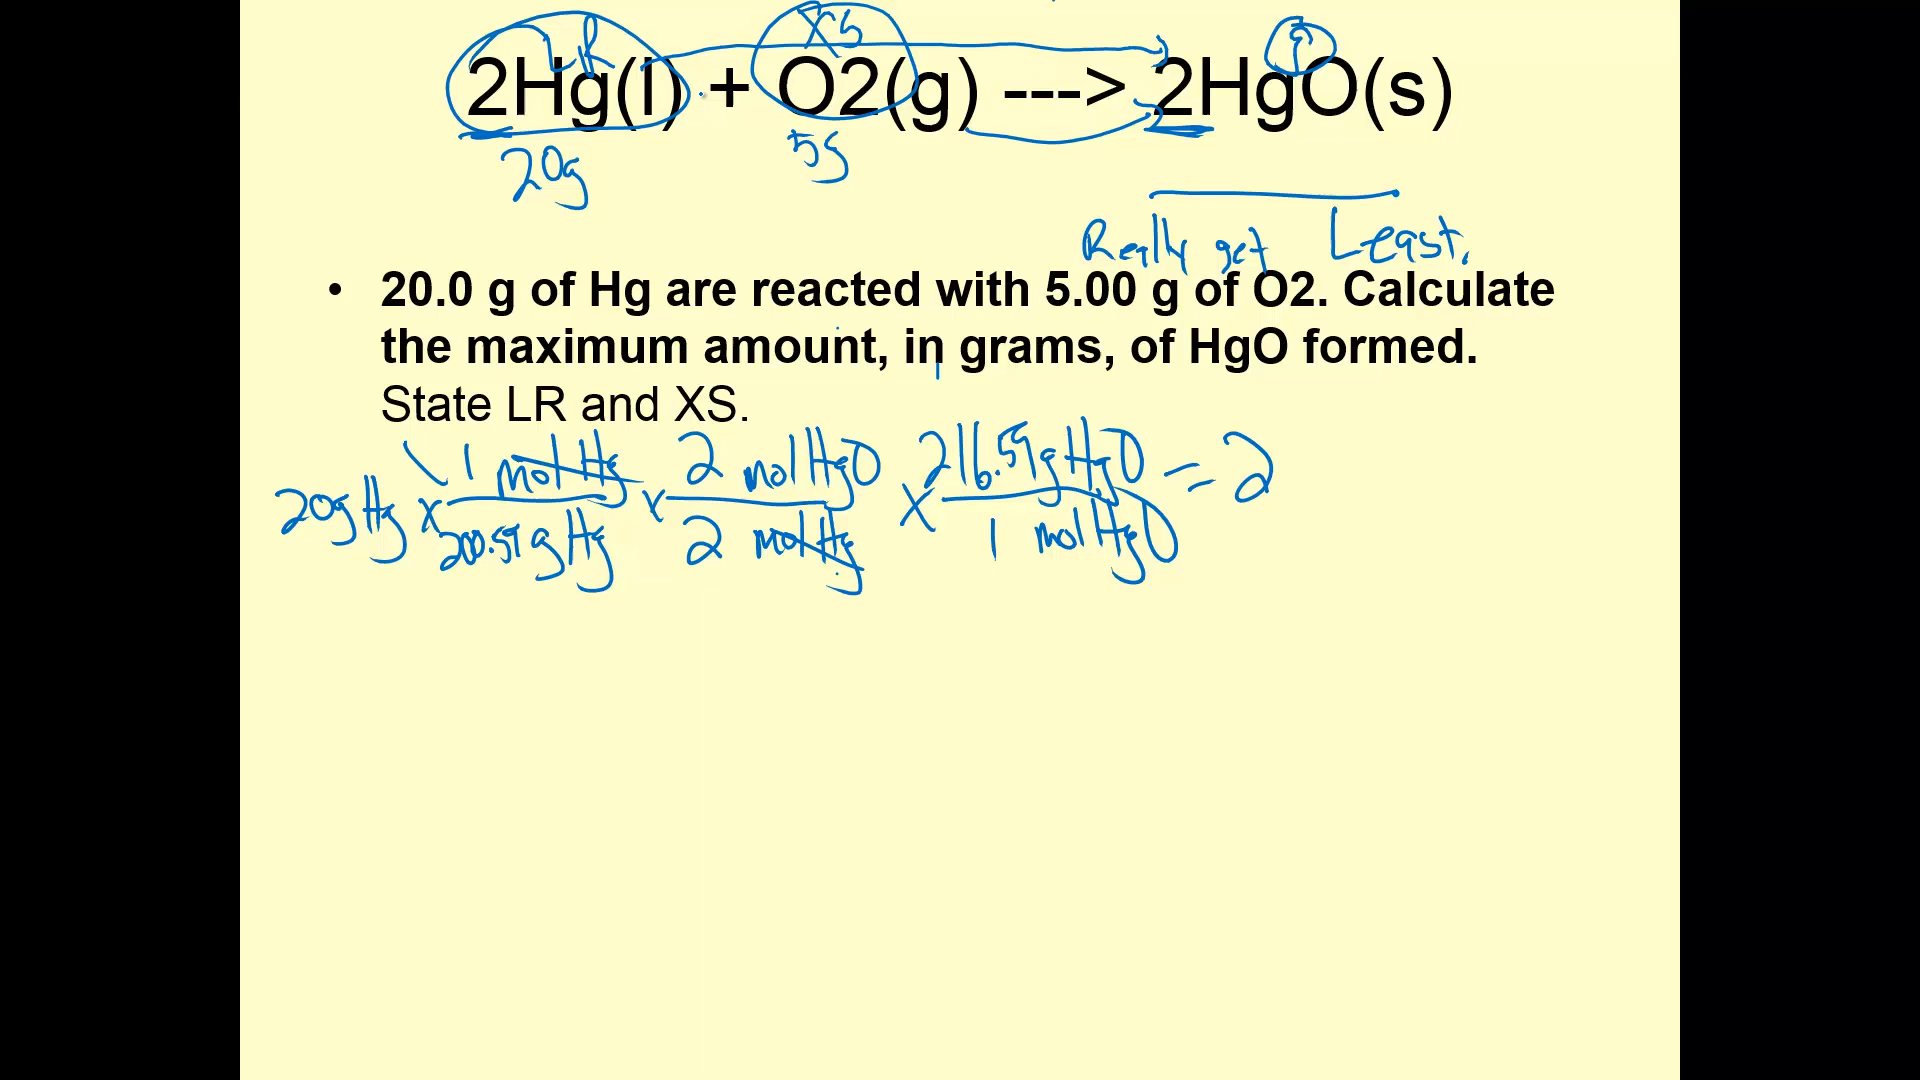 LR XS ?
2Hg(l) + O2(g) ---> 2HgO(s)
20g 5g
Really get Least.
• 20.0 g of Hg are reacted with 5.00 g of O2. Calculate
the maximum amount, in grams, of HgO formed.
State LR and XS.
20g Hg x 1 mol Hg / 200.59 g Hg x 2 mol HgO / 2 mol Hg x 216.59 g HgO / 1 mol HgO = 2